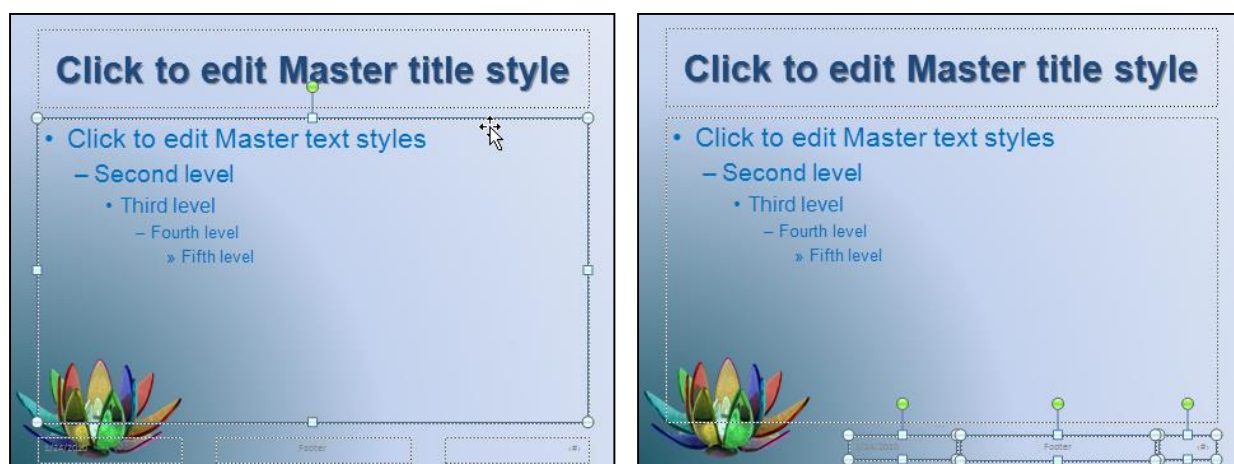 Click to edit Master title style
• Click to edit Master text styles
– Second level
• Third level
– Fourth level
» Fifth level
Footer
‹#›
Click to edit Master title style
• Click to edit Master text styles
– Second level
• Third level
– Fourth level
» Fifth level
Footer
‹#›